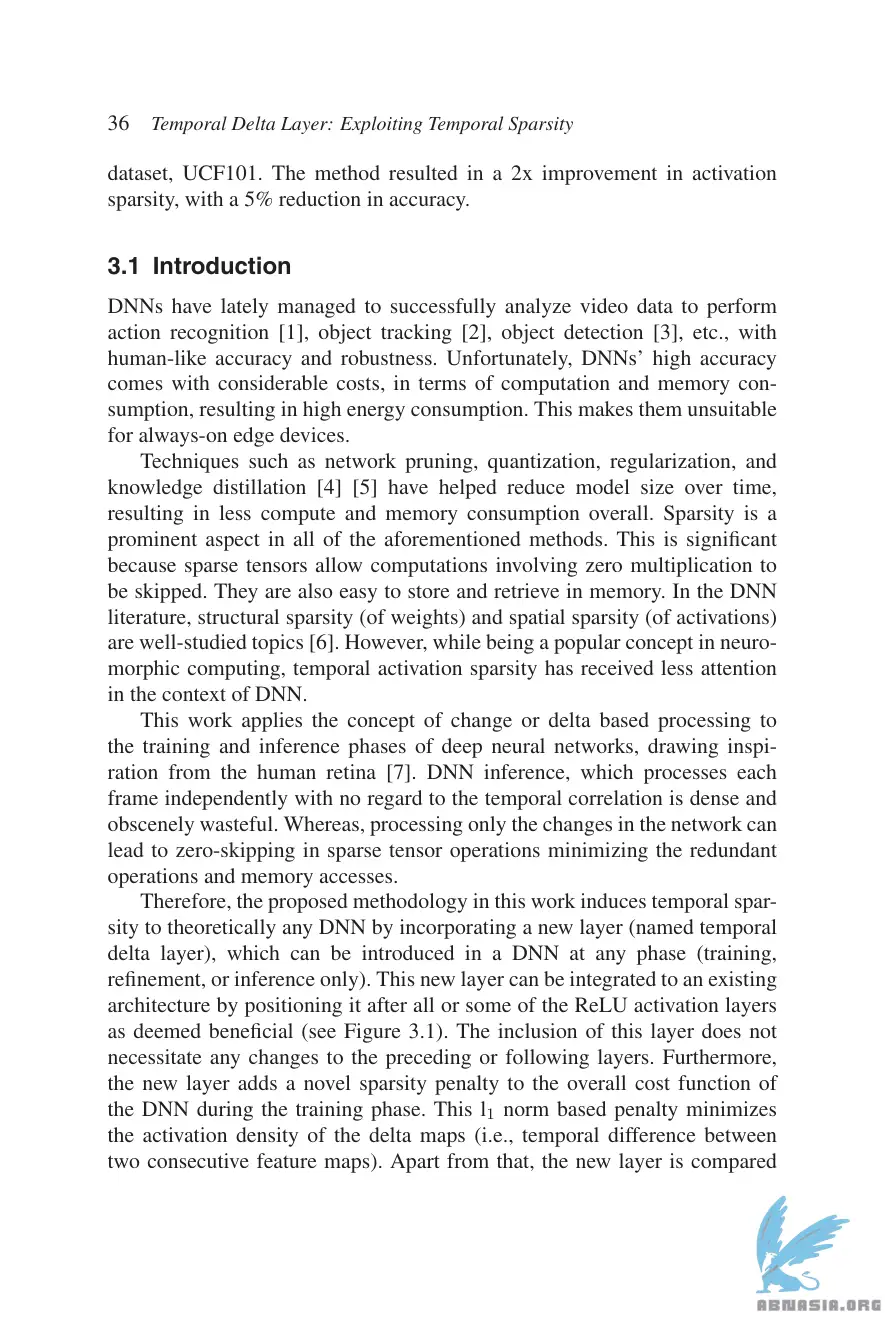 36 Temporal Delta Layer: Exploiting Temporal Sparsity
dataset, UCF101. The method resulted in a 2x improvement in activation
sparsity, with a 5% reduction in accuracy.
3.1 Introduction
DNNs have lately managed to successfully analyze video data to perform
action recognition [1], object tracking [2], object detection [3], etc., with
human-like accuracy and robustness. Unfortunately, DNNs’ high accuracy
comes with considerable costs, in terms of computation and memory con-
sumption, resulting in high energy consumption. This makes them unsuitable
for always-on edge devices.
Techniques such as network pruning, quantization, regularization, and
knowledge distillation [4] [5] have helped reduce model size over time,
resulting in less compute and memory consumption overall. Sparsity is a
prominent aspect in all of the aforementioned methods. This is significant
because sparse tensors allow computations involving zero multiplication to
be skipped. They are also easy to store and retrieve in memory. In the DNN
literature, structural sparsity (of weights) and spatial sparsity (of activations)
are well-studied topics [6]. However, while being a popular concept in neuro-
morphic computing, temporal activation sparsity has received less attention
in the context of DNN.
This work applies the concept of change or delta based processing to
the training and inference phases of deep neural networks, drawing inspi-
ration from the human retina [7]. DNN inference, which processes each
frame independently with no regard to the temporal correlation is dense and
obscenely wasteful. Whereas, processing only the changes in the network can
lead to zero-skipping in sparse tensor operations minimizing the redundant
operations and memory accesses.
Therefore, the proposed methodology in this work induces temporal spar-
sity to theoretically any DNN by incorporating a new layer (named temporal
delta layer), which can be introduced in a DNN at any phase (training,
refinement, or inference only). This new layer can be integrated to an existing
architecture by positioning it after all or some of the ReLU activation layers
as deemed beneficial (see Figure 3.1). The inclusion of this layer does not
necessitate any changes to the preceding or following layers. Furthermore,
the new layer adds a novel sparsity penalty to the overall cost function of
the DNN during the training phase. This l₁ norm based penalty minimizes
the activation density of the delta maps (i.e., temporal difference between
two consecutive feature maps). Apart from that, the new layer is compared
ABNASIA.ORG